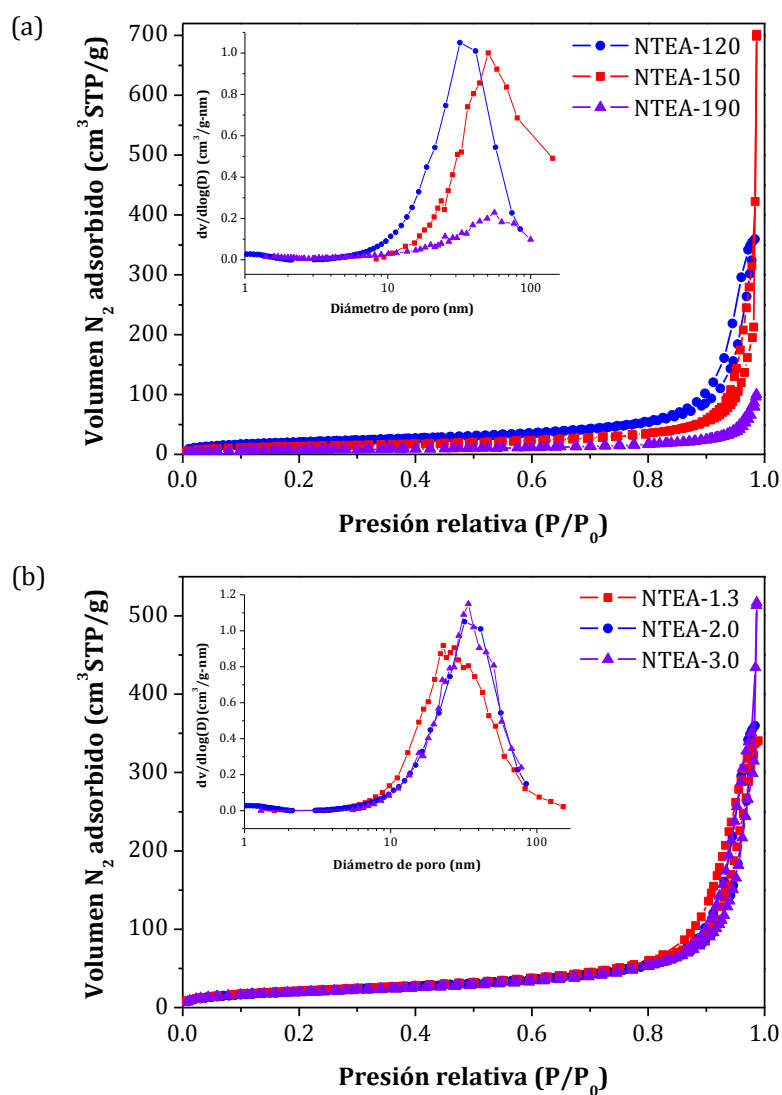 (a)
700
600
500
400
300
200
100
0
0.0 0.2 0.4 0.6 0.8 1.0
Volumen N₂ adsorbido (cm³STP/g)
Presión relativa (P/P₀)
NTEA-120
NTEA-150
NTEA-190
1.0
0.8
0.6
0.4
0.2
0.0
1 10 100
dv/dlog(D) (cm³/g-nm)
Diámetro de poro (nm)
(b)
500
400
300
200
100
0
0.0 0.2 0.4 0.6 0.8 1.0
Volumen N₂ adsorbido (cm³STP/g)
Presión relativa (P/P₀)
NTEA-1.3
NTEA-2.0
NTEA-3.0
1.2
1.0
0.8
0.6
0.4
0.2
0.0
1 10 100
dv/dlog(D) (cm³/g-nm)
Diámetro de poro (nm)